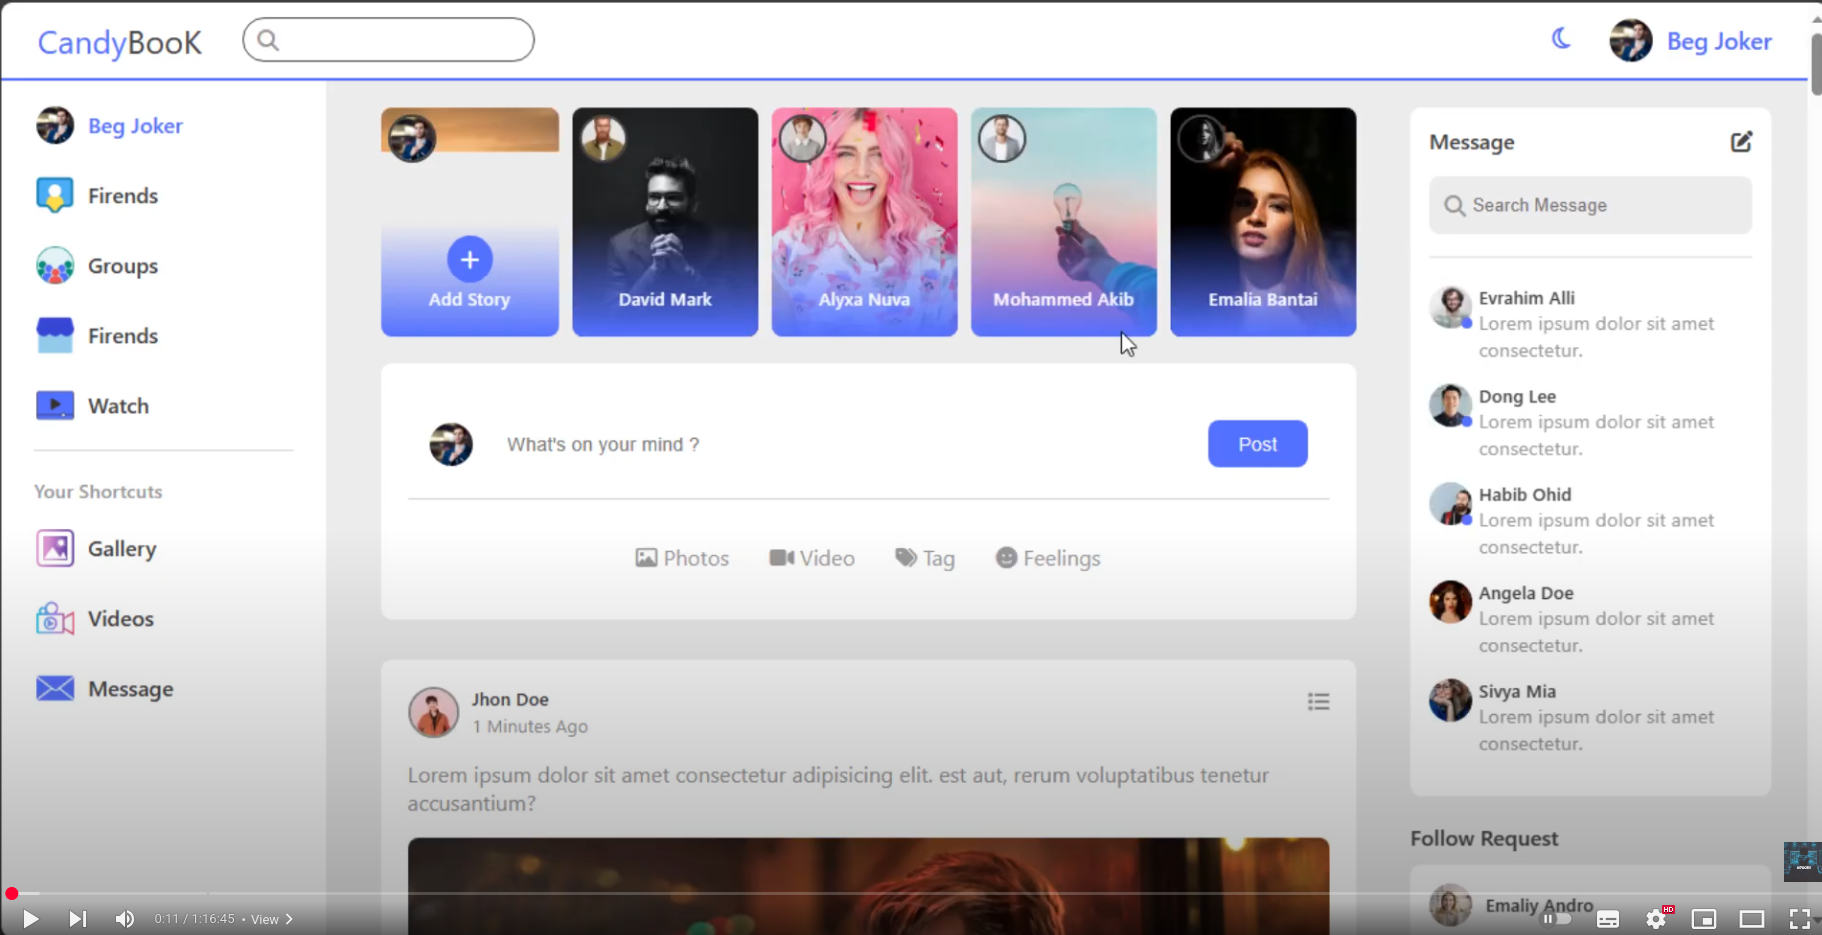 CandyBooK
Beg Joker
Beg Joker
Firends
Groups
Firends
Watch
Your Shortcuts
Gallery
Videos
Message
Add Story
David Mark
Alyxa Nuva
Mohammed Akib
Emalia Bantai
What's on your mind ?
Post
Photos
Video
Tag
Feelings
Jhon Doe
1 Minutes Ago
Lorem ipsum dolor sit amet consectetur adipisicing elit. est aut, rerum voluptatibus tenetur
accusantium?
Message
Search Message
Evrahim Alli
Lorem ipsum dolor sit amet
consectetur.
Dong Lee
Lorem ipsum dolor sit amet
consectetur.
Habib Ohid
Lorem ipsum dolor sit amet
consectetur.
Angela Doe
Lorem ipsum dolor sit amet
consectetur.
Sivya Mia
Lorem ipsum dolor sit amet
consectetur.
Follow Request
Emaliy Andro
0:11 / 1:16:45 • View
HD